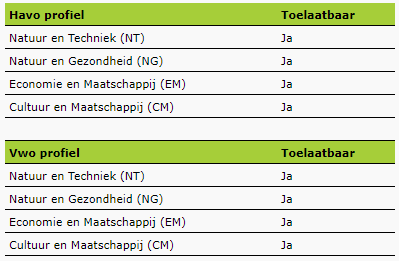 Havo profiel Toelaatbaar
Natuur en Techniek (NT) Ja
Natuur en Gezondheid (NG) Ja
Economie en Maatschappij (EM) Ja
Cultuur en Maatschappij (CM) Ja
Vwo profiel Toelaatbaar
Natuur en Techniek (NT) Ja
Natuur en Gezondheid (NG) Ja
Economie en Maatschappij (EM) Ja
Cultuur en Maatschappij (CM) Ja